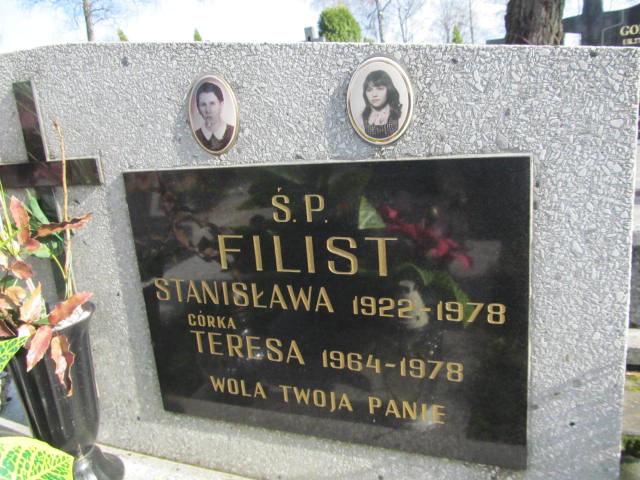 Ś.P.
FILIST
STANISŁAWA 1922-1978
CÓRKA
TERESA 1964-1978
WOLA TWOJA PANIE